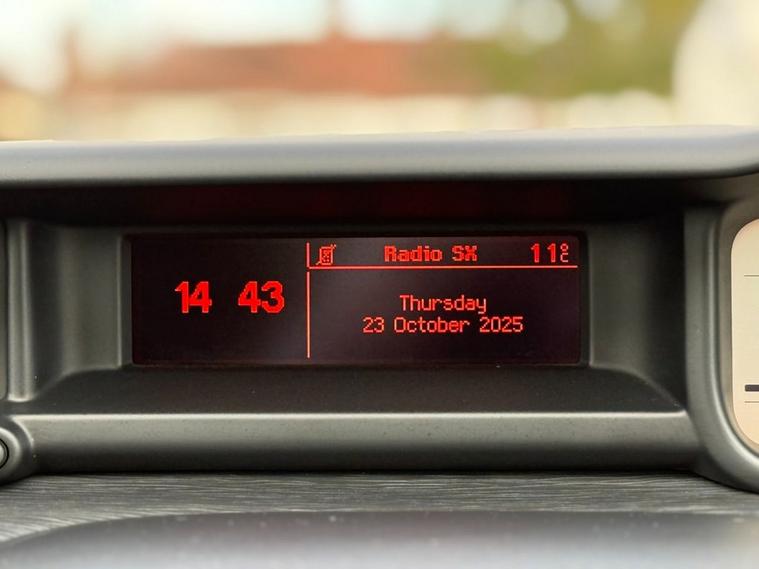 14 43
Radio SX 11°C
Thursday
23 October 2025